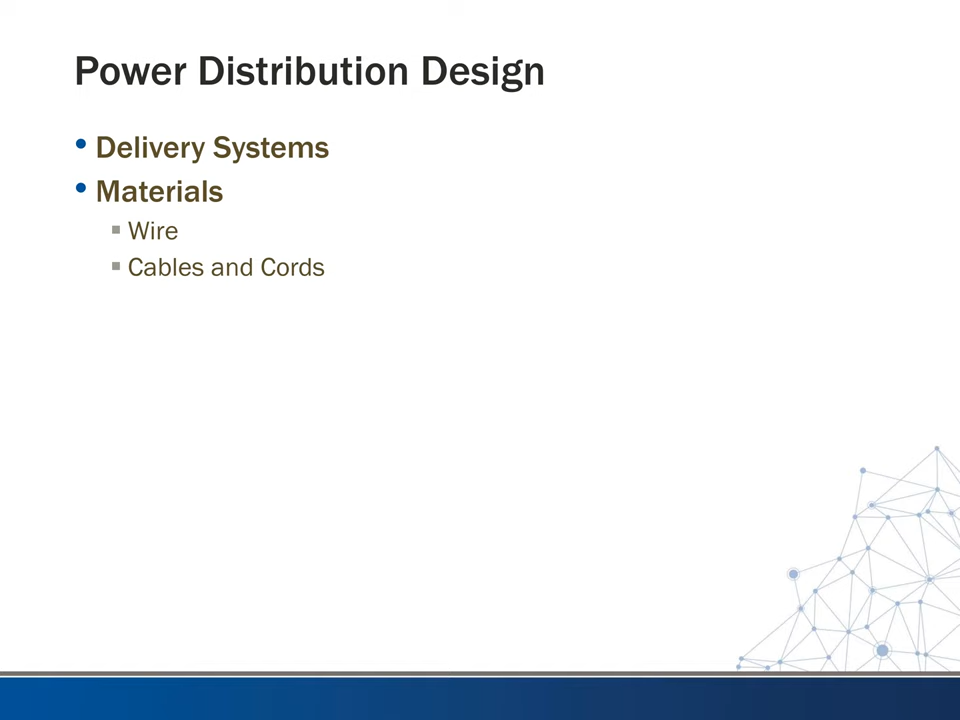 Power Distribution Design
• Delivery Systems
• Materials
▪ Wire
▪ Cables and Cords